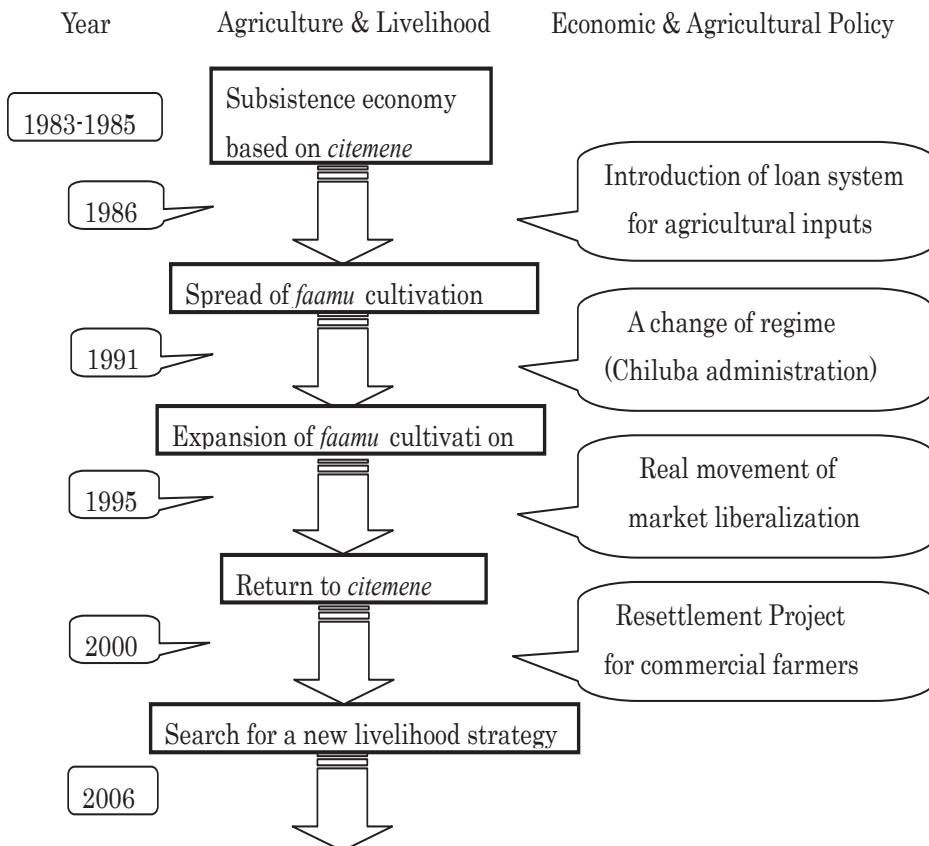 Year Agriculture & Livelihood Economic & Agricultural Policy
Subsistence economy
based on citemene
1983-1985
Introduction of loan system
for agricultural inputs
1986
Spread of faamu cultivation
A change of regime
(Chiluba administration)
1991
Expansion of faamu cultivati on
Real movement of
market liberalization
1995
Return to citemene
Resettlement Project
for commercial farmers
2000
Search for a new livelihood strategy
2006